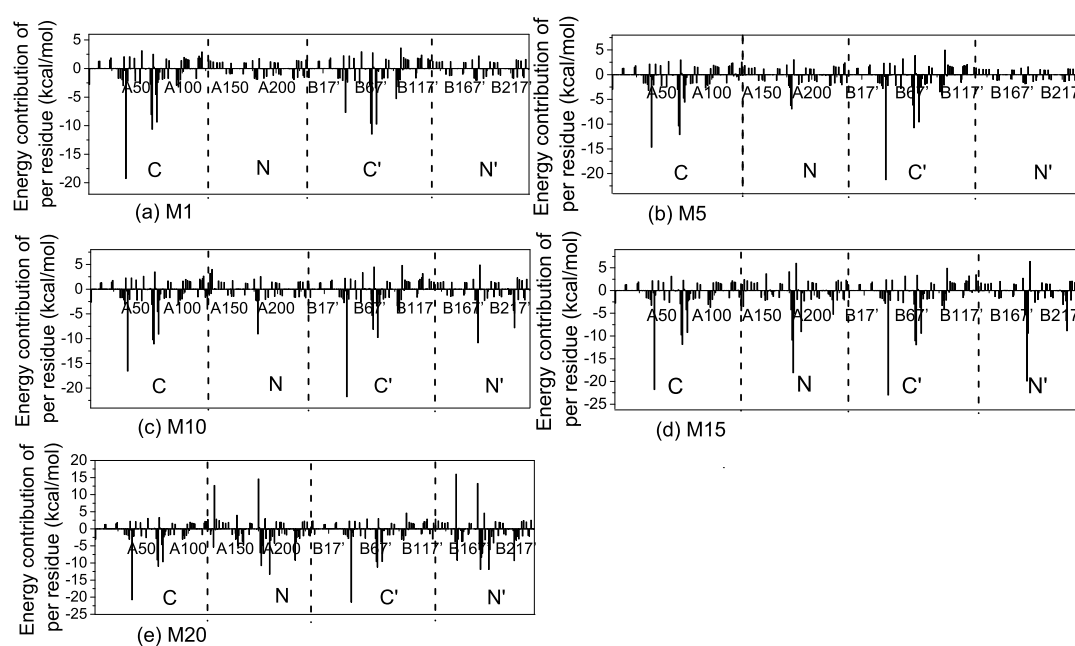 Energy contribution of
per residue (kcal/mol)
5
0
-5
-10
-15
-20
A50
A100
A150
A200
B17'
B67'
B117'
B167'
B217'
C
N
C'
N'
(a) M1
Energy contribution of
per residue (kcal/mol)
5
0
-5
-10
-15
-20
A50
A100
A150
A200
B17'
B67'
B117'
B167'
B217'
C
N
C'
N'
(b) M5
Energy contribution of
per residue (kcal/mol)
5
0
-5
-10
-15
-20
A50
A100
A150
A200
B17'
B67'
B117'
B167'
B217'
C
N
C'
N'
(c) M10
Energy contribution of
per residue (kcal/mol)
5
0
-5
-10
-15
-20
-25
A50
A100
A150
A200
B17'
B67'
B117'
B167'
B217'
C
N
C'
N'
(d) M15
Energy contribution of
per residue (kcal/mol)
20
15
10
5
0
-5
-10
-15
-20
-25
A50
A100
A150
A200
B17'
B67'
B117'
B167'
B217'
C
N
C'
N'
(e) M20